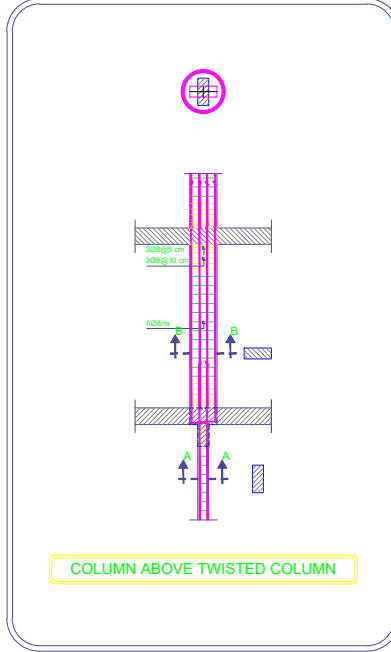 3Ø8@5 cm
3Ø8@10 cm
6Ø8/m
B B
A A
COLUMN ABOVE TWISTED COLUMN